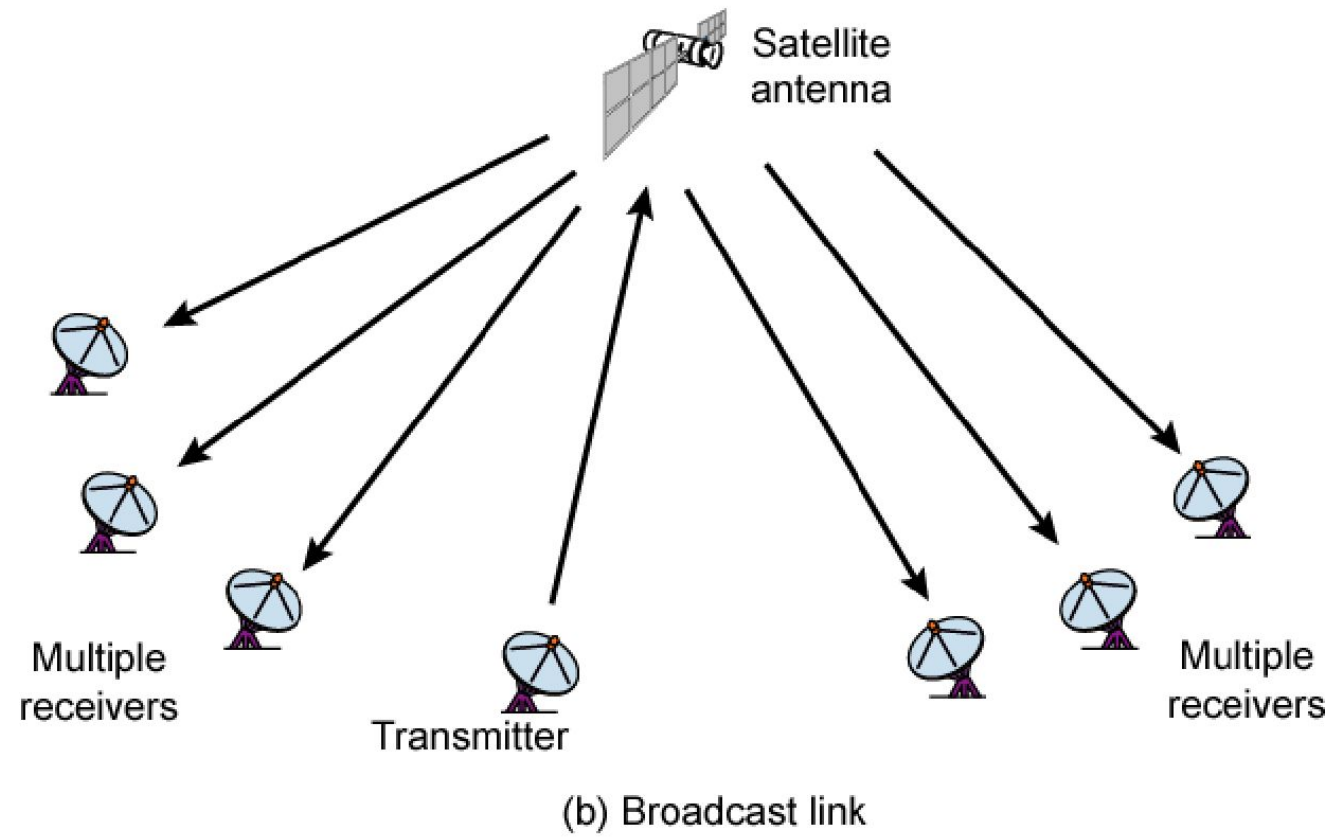 Satellite
antenna
Multiple
receivers
Transmitter
Multiple
receivers
(b) Broadcast link